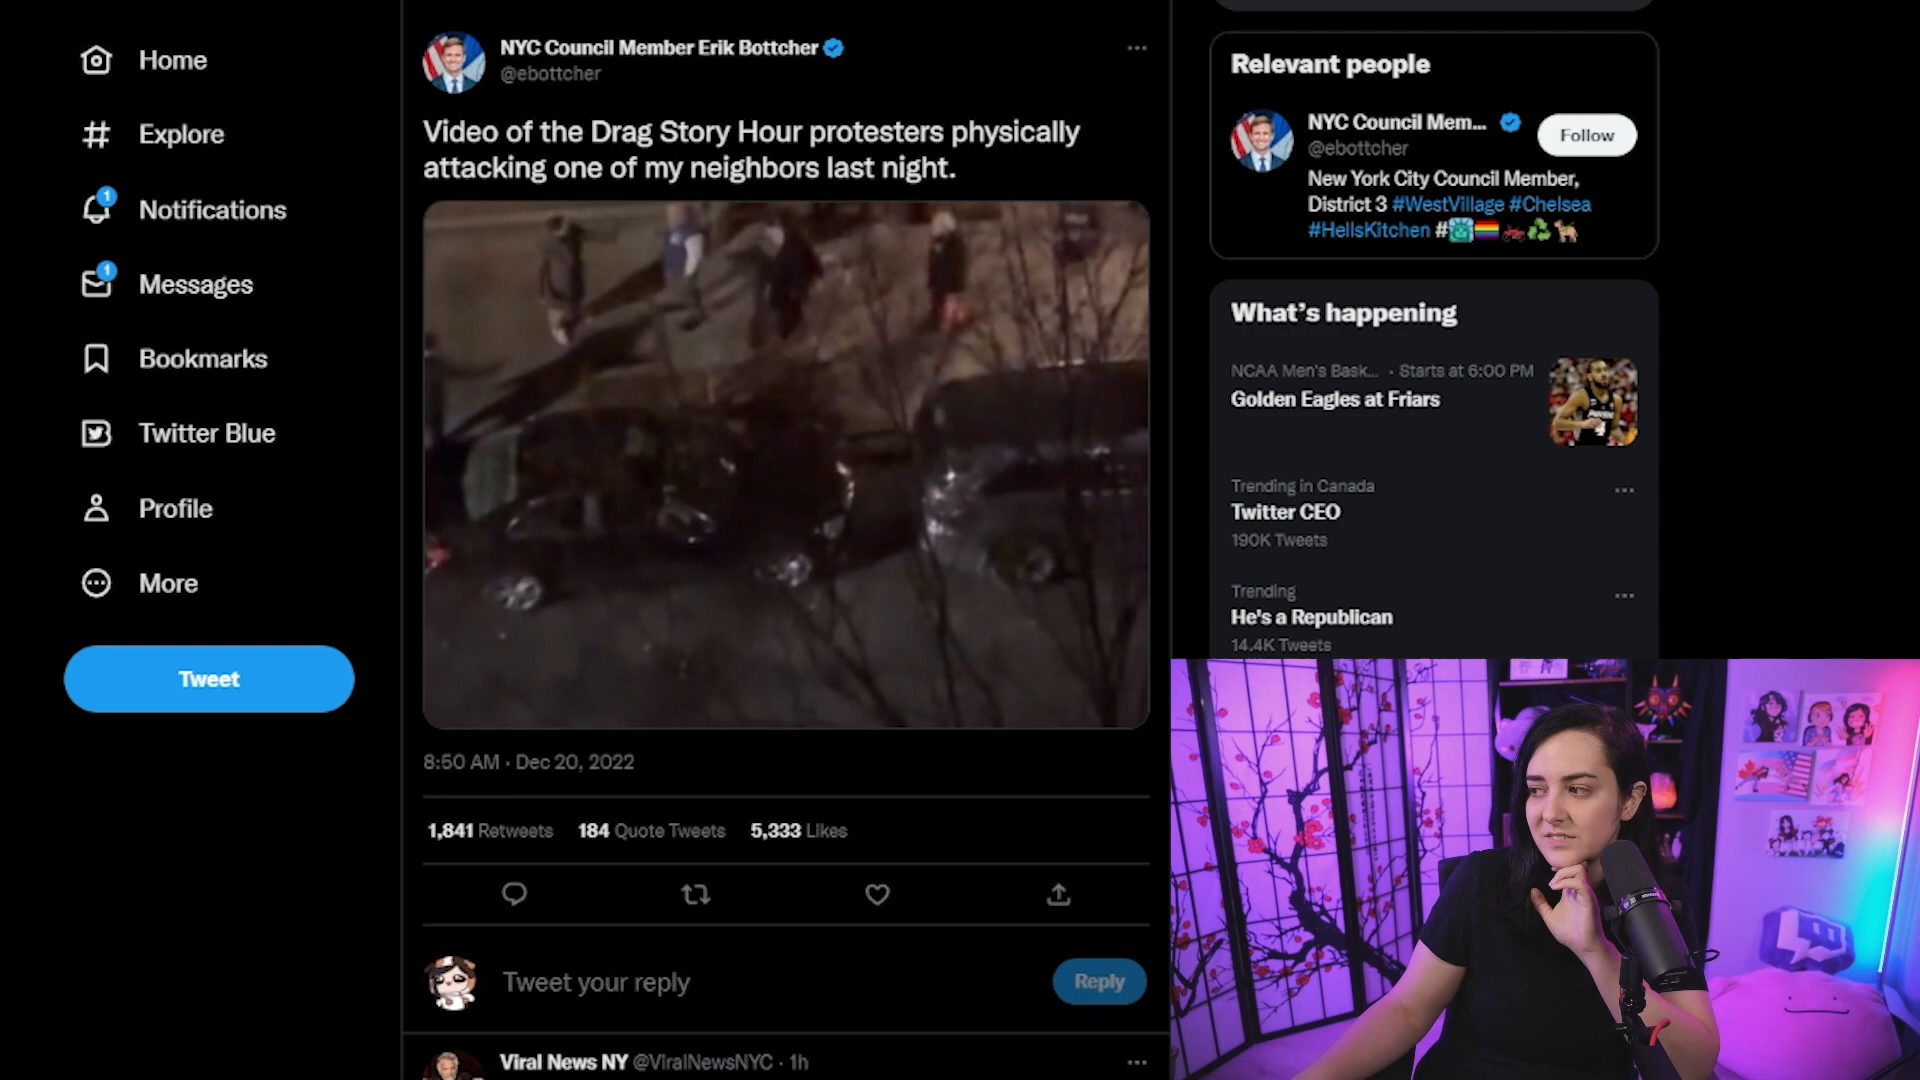 Home
Explore
1
Notifications
1
Messages
Bookmarks
Twitter Blue
Profile
More
Tweet
NYC Council Member Erik Bottcher
@ebottcher
Video of the Drag Story Hour protesters physically
attacking one of my neighbors last night.
8:50 AM · Dec 20, 2022
1,841 Retweets 184 Quote Tweets 5,333 Likes
Tweet your reply
Reply
Viral News NY @ViralNewsNYC · 1h
Relevant people
NYC Council Mem...
@ebottcher
Follow
New York City Council Member,
District 3 #WestVillage #Chelsea
#HellsKitchen #🗽🏳️‍🌈🚲♻️🐕
What's happening
NCAA Men's Bask... · Starts at 6:00 PM
Golden Eagles at Friars
Trending in Canada
Twitter CEO
190K Tweets
Trending
He's a Republican
14.4K Tweets